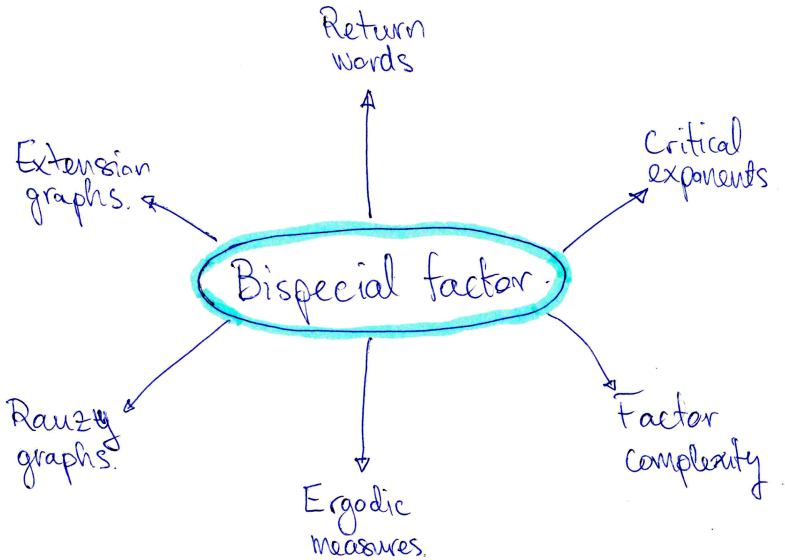 Return
words
Extension
graphs.
Critical
exponents
Bispecial factor.
Rauzy
graphs.
Factor
complexity
Ergodic
measures.